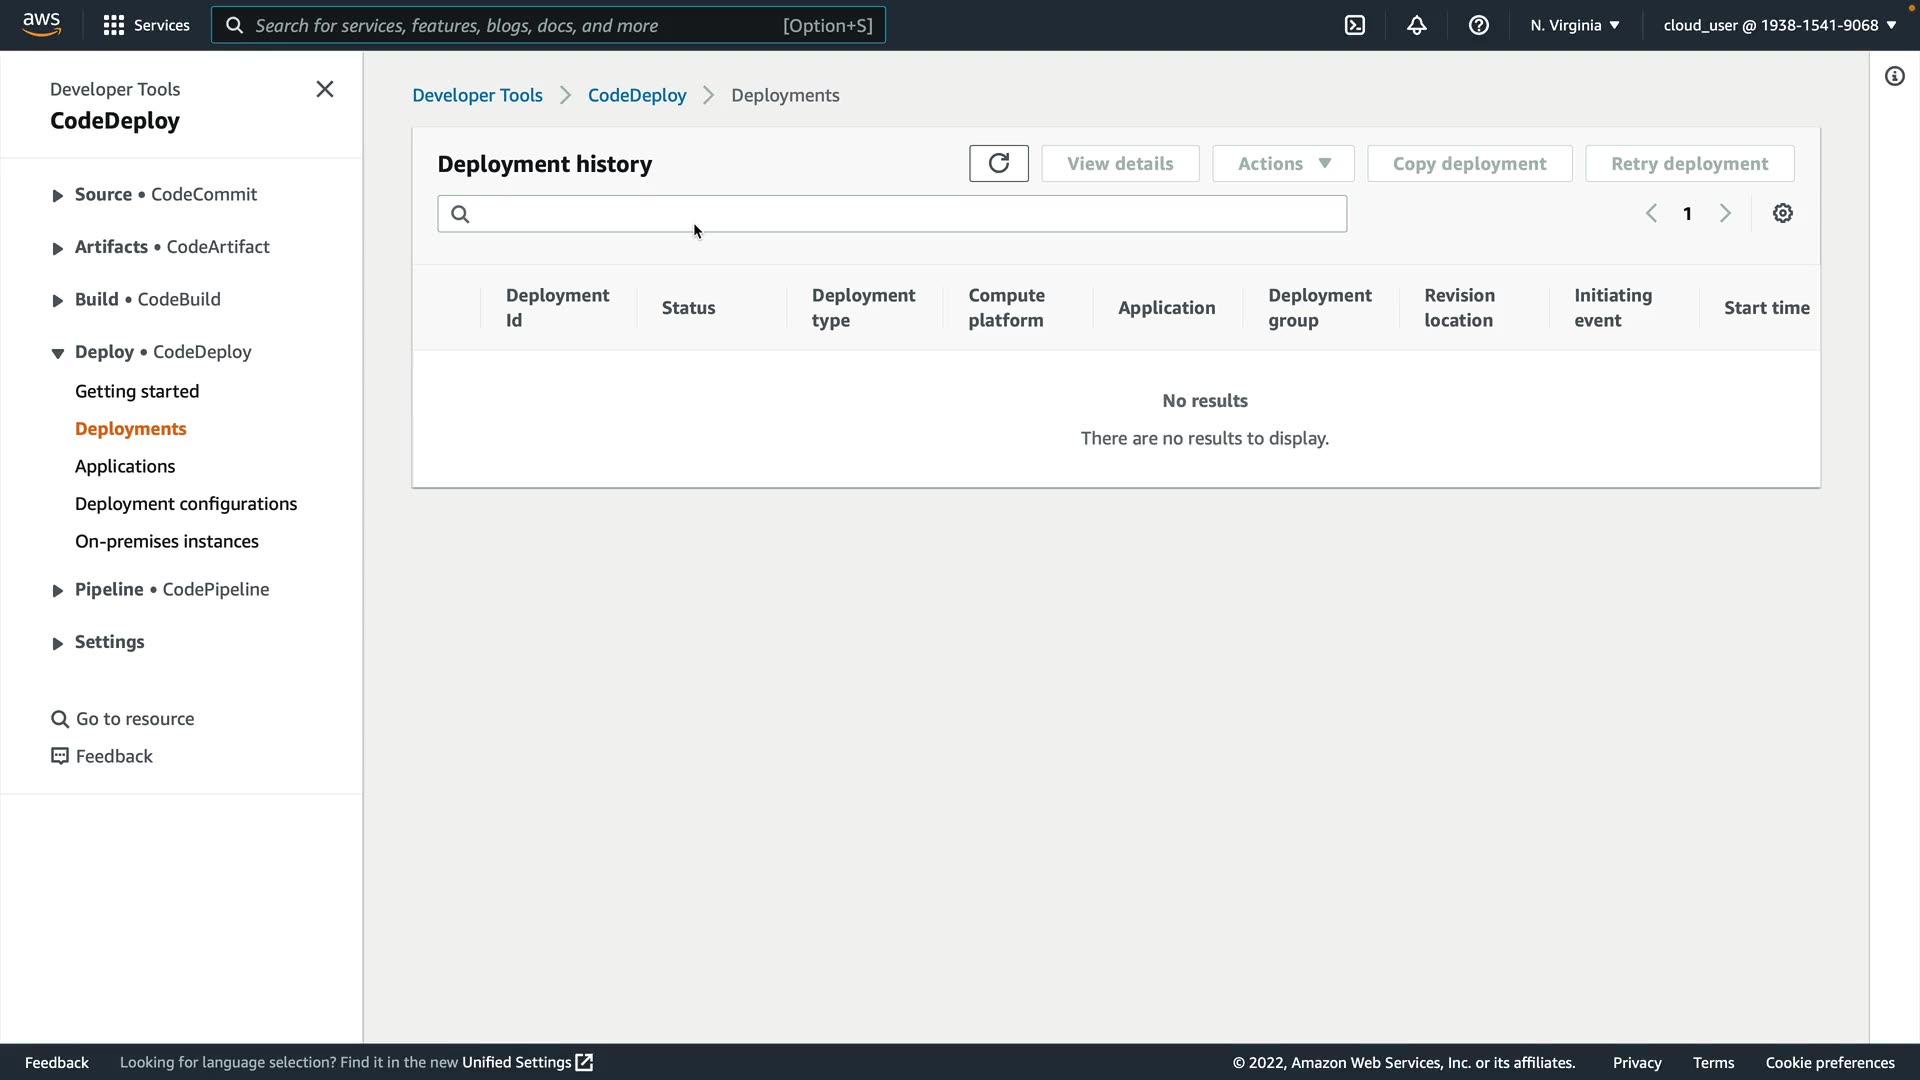 aws
Services
Search for services, features, blogs, docs, and more
[Option+S]
N. Virginia
cloud_user @ 1938-1541-9068
Developer Tools
CodeDeploy
Source • CodeCommit
Artifacts • CodeArtifact
Build • CodeBuild
Deploy • CodeDeploy
Getting started
Deployments
Applications
Deployment configurations
On-premises instances
Pipeline • CodePipeline
Settings
Go to resource
Feedback
Developer Tools
CodeDeploy
Deployments
Deployment history
View details
Actions
Copy deployment
Retry deployment
1
Deployment
Id
Status
Deployment
type
Compute
platform
Application
Deployment
group
Revision
location
Initiating
event
Start time
No results
There are no results to display.
Feedback
Looking for language selection? Find it in the new Unified Settings
© 2022, Amazon Web Services, Inc. or its affiliates.
Privacy
Terms
Cookie preferences